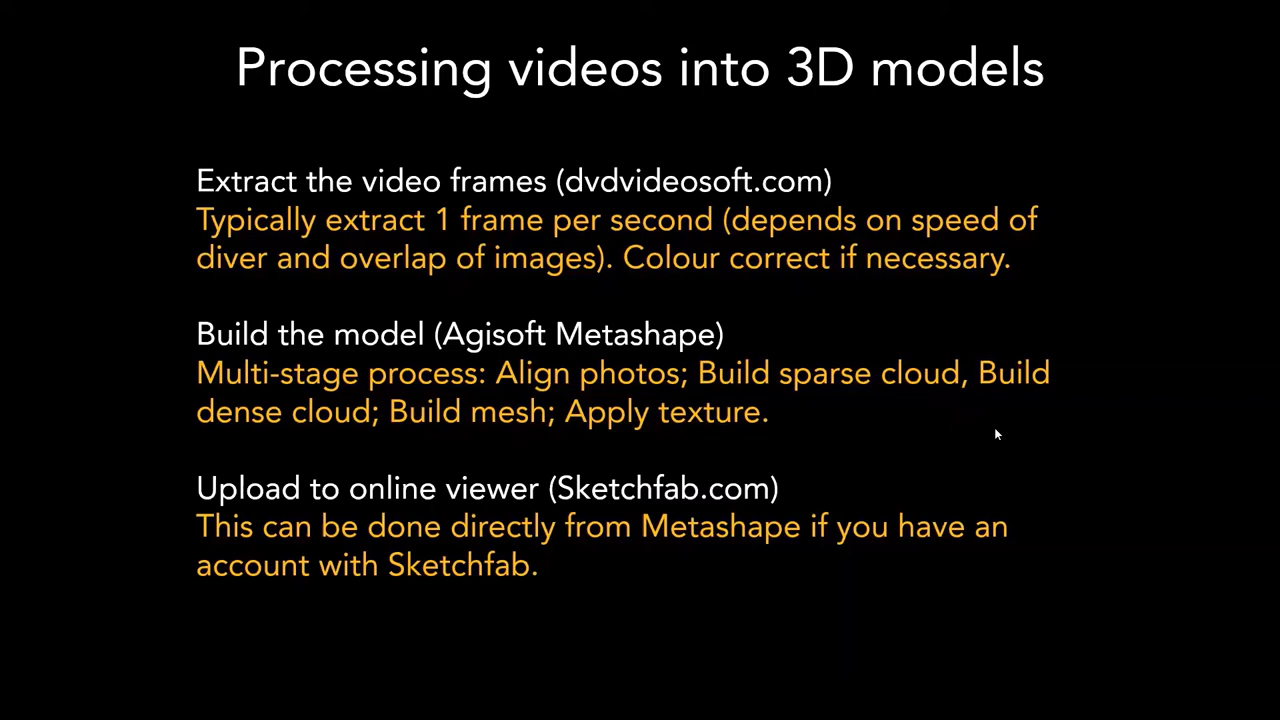 Processing videos into 3D models
Extract the video frames (dvdvideosoft.com)
Typically extract 1 frame per second (depends on speed of
diver and overlap of images). Colour correct if necessary.
Build the model (Agisoft Metashape)
Multi-stage process: Align photos; Build sparse cloud, Build
dense cloud; Build mesh; Apply texture.
Upload to online viewer (Sketchfab.com)
This can be done directly from Metashape if you have an
account with Sketchfab.